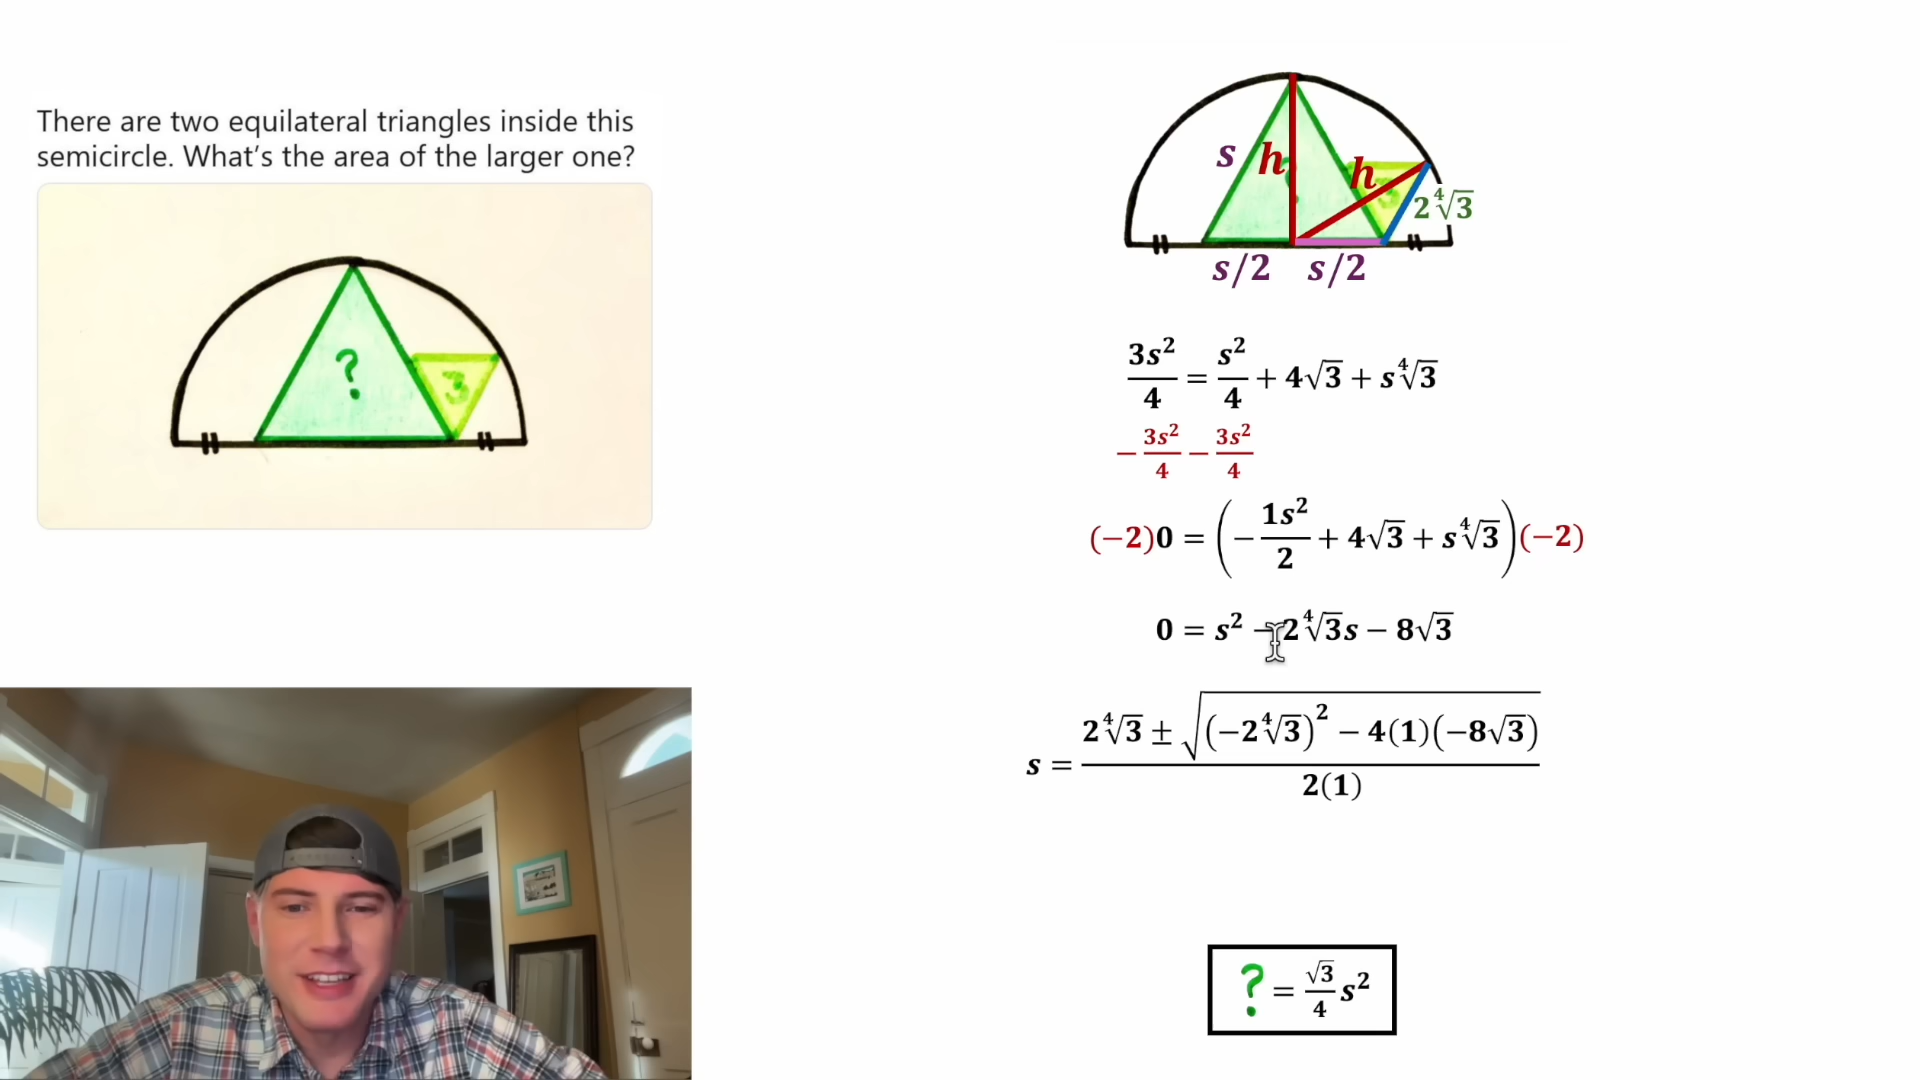 There are two equilateral triangles inside this
semicircle. What's the area of the larger one?
?
3
s h h 2∜3
s/2 s/2
3s²/4 = s²/4 + 4√3 + s∜3
− 3s²/4 − 3s²/4
(−2)0 = (− 1s²/2 + 4√3 + s∜3)(−2)
0 = s² − 2∜3s − 8√3
s = (2∜3 ± √((−2∜3)² − 4(1)(−8√3)))/2(1)
? = √3/4 s²